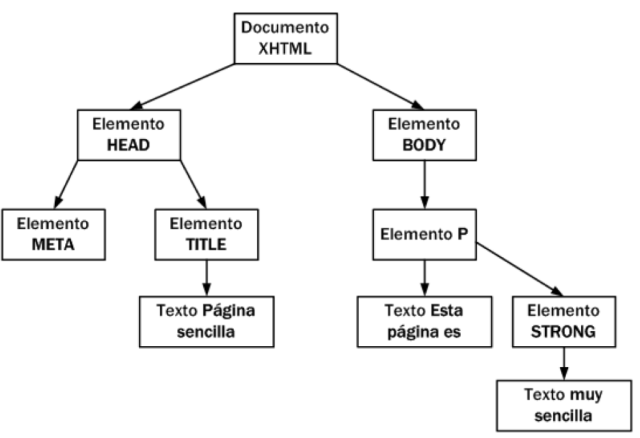 Documento
XHTML
Elemento
HEAD
Elemento
BODY
Elemento
META
Elemento
TITLE
Elemento P
Texto Página
sencilla
Texto Esta
página es
Elemento
STRONG
Texto muy
sencilla